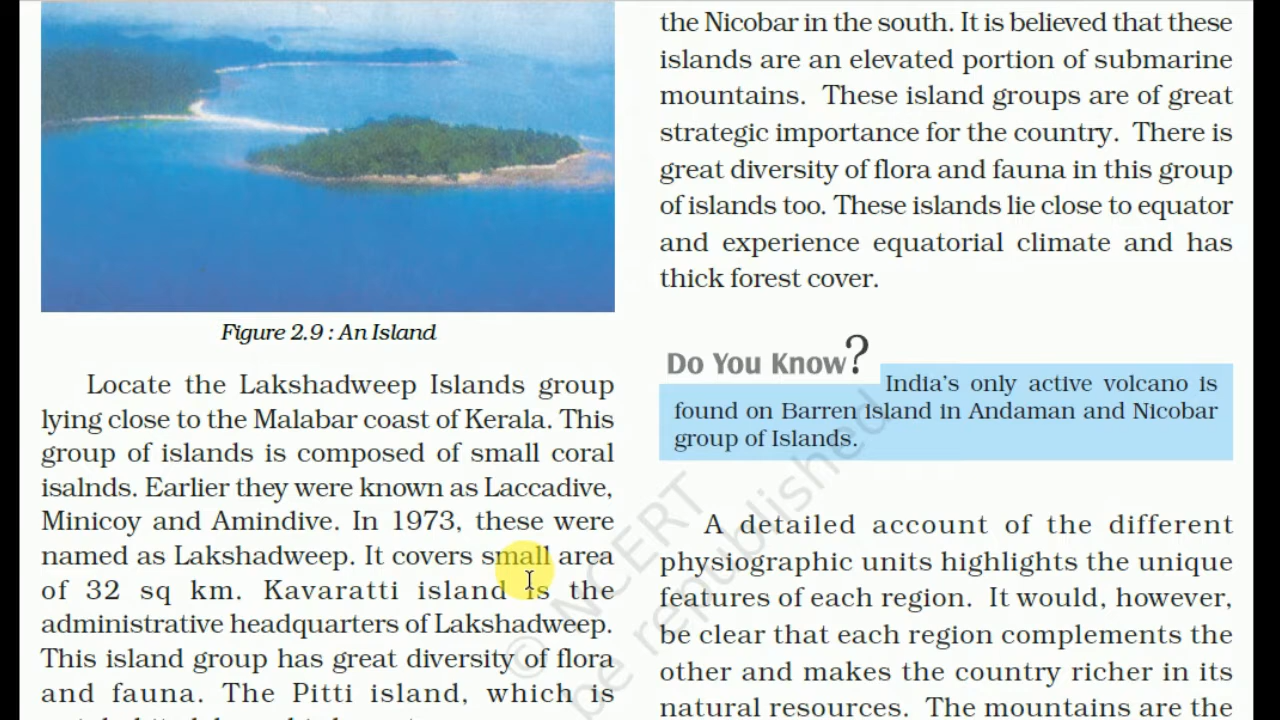 Figure 2.9 : An Island
Locate the Lakshadweep Islands group
lying close to the Malabar coast of Kerala. This
group of islands is composed of small coral
isalnds. Earlier they were known as Laccadive,
Minicoy and Amindive. In 1973, these were
named as Lakshadweep. It covers small area
of 32 sq km. Kavaratti island is the
administrative headquarters of Lakshadweep.
This island group has great diversity of flora
and fauna. The Pitti island, which is
the Nicobar in the south. It is believed that these
islands are an elevated portion of submarine
mountains. These island groups are of great
strategic importance for the country. There is
great diversity of flora and fauna in this group
of islands too. These islands lie close to equator
and experience equatorial climate and has
thick forest cover.
Do You Know?
India's only active volcano is
found on Barren island in Andaman and Nicobar
group of Islands.
A detailed account of the different
physiographic units highlights the unique
features of each region. It would, however,
be clear that each region complements the
other and makes the country richer in its
natural resources. The mountains are the
© NCERT
be republished